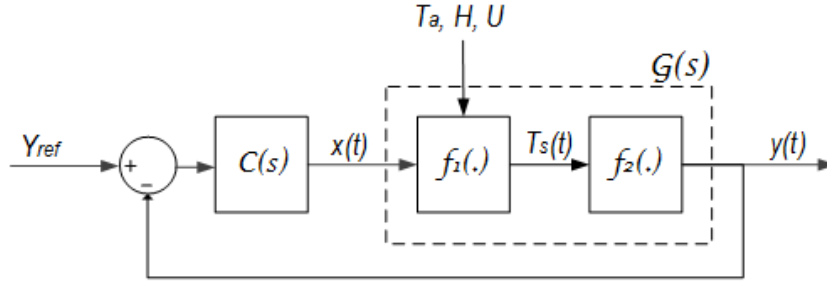 Ta, H, U
G(s)
Yref
+
−
C(s)
x(t)
f1(.)
Ts(t)
f2(.)
y(t)